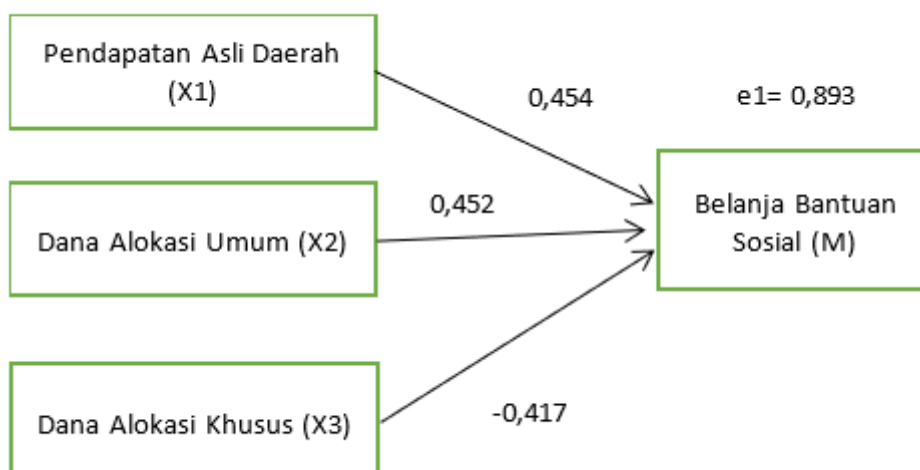 Pendapatan Asli Daerah
(X1)
0,454
e1= 0,893
0,452
Belanja Bantuan
Sosial (M)
Dana Alokasi Umum (X2)
Dana Alokasi Khusus (X3)
-0,417